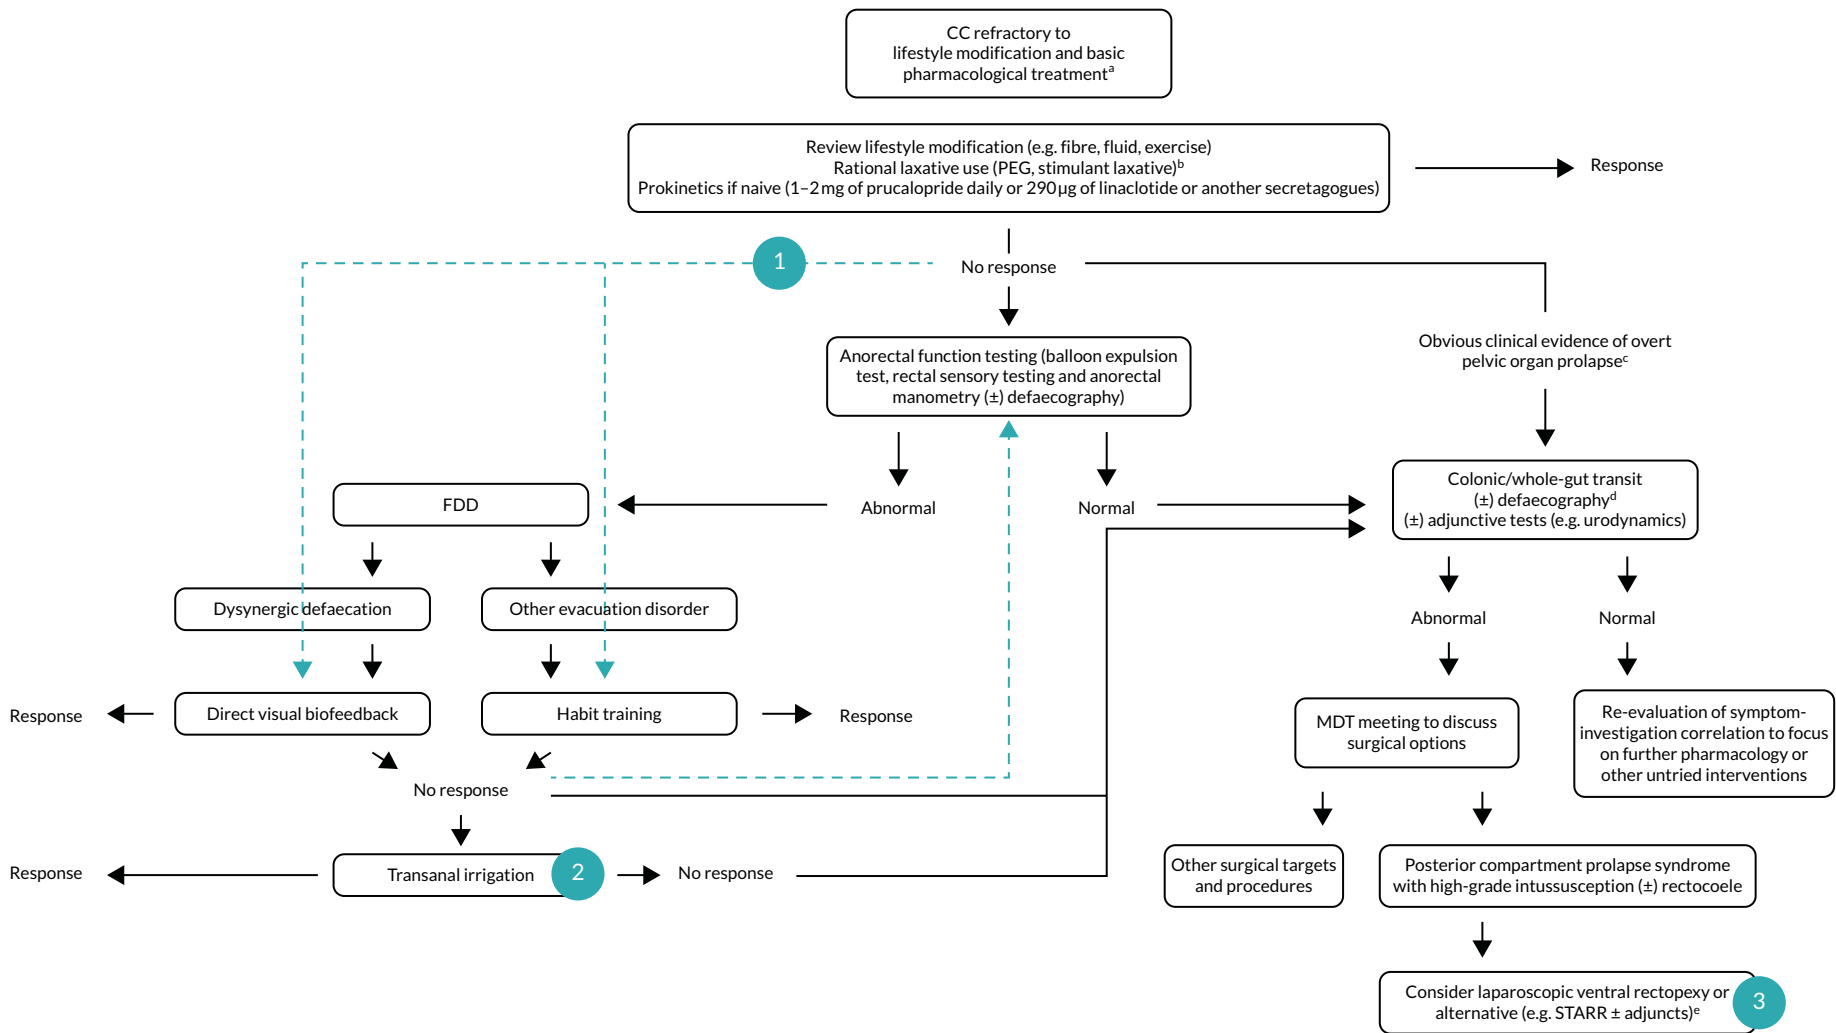 CC refractory to
lifestyle modification and basic
pharmacological treatmentᵃ
Review lifestyle modification (e.g. fibre, fluid, exercise)
Rational laxative use (PEG, stimulant laxative)ᵇ
Prokinetics if naive (1–2 mg of prucalopride daily or 290 µg of linaclotide or another secretagogues)
Response
1
No response
Obvious clinical evidence of overt
pelvic organ prolapseᶜ
Anorectal function testing (balloon expulsion
test, rectal sensory testing and anorectal
manometry (±) defaecography)
FDD
Abnormal
Normal
Colonic/whole-gut transit
(±) defaecographyᵈ
(±) adjunctive tests (e.g. urodynamics)
Dysynergic defaecation
Other evacuation disorder
Abnormal
Normal
Response
Direct visual biofeedback
Habit training
Response
MDT meeting to discuss
surgical options
Re-evaluation of symptom-
investigation correlation to focus
on further pharmacology or
other untried interventions
No response
Response
Transanal irrigation
2
No response
Other surgical targets
and procedures
Posterior compartment prolapse syndrome
with high-grade intussusception (±) rectocoele
Consider laparoscopic ventral rectopexy or
alternative (e.g. STARR ± adjuncts)ᵉ
3